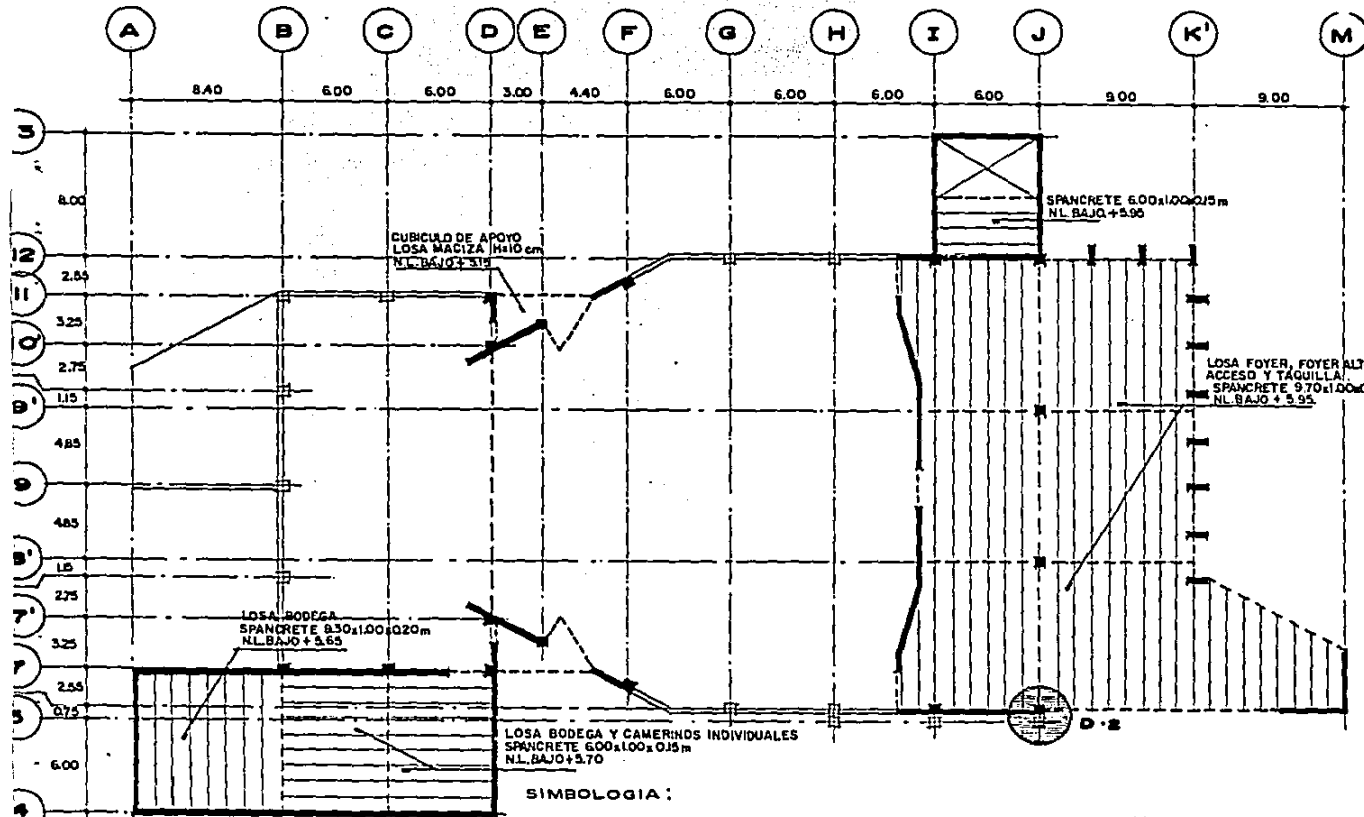 A B C D E F G H I J K' M
8.40 6.00 6.00 3.00 4.40 6.00 6.00 6.00 6.00 9.00 9.00
8.00
SPANCRETE 6.00x1.00x0.15m
N.L. BAJO +5.95
CUBICULO DE APOYO
LOSA MACIZA H=10 cm
N.L. BAJO + 5.15
12
2.55
11
3.25
2.75
LOSA FOYER, FOYER ALT
ACCESO Y TAQUILLA.
SPANCRETE 9.70x1.00x0
N.L. BAJO + 5.95
9'
1.15
4.85
9
4.85
1.15
2.75
7'
LOSA BODEGA
SPANCRETE 8.30x1.00x0.20m
N.L. BAJO + 5.65
3.25
7
2.55
0.75
D-2
LOSA BODEGA Y CAMERINOS INDIVIDUALES
SPANCRETE 6.00x1.00x0.15m
N.L. BAJO +5.70
6.00
4
SIMBOLOGIA :